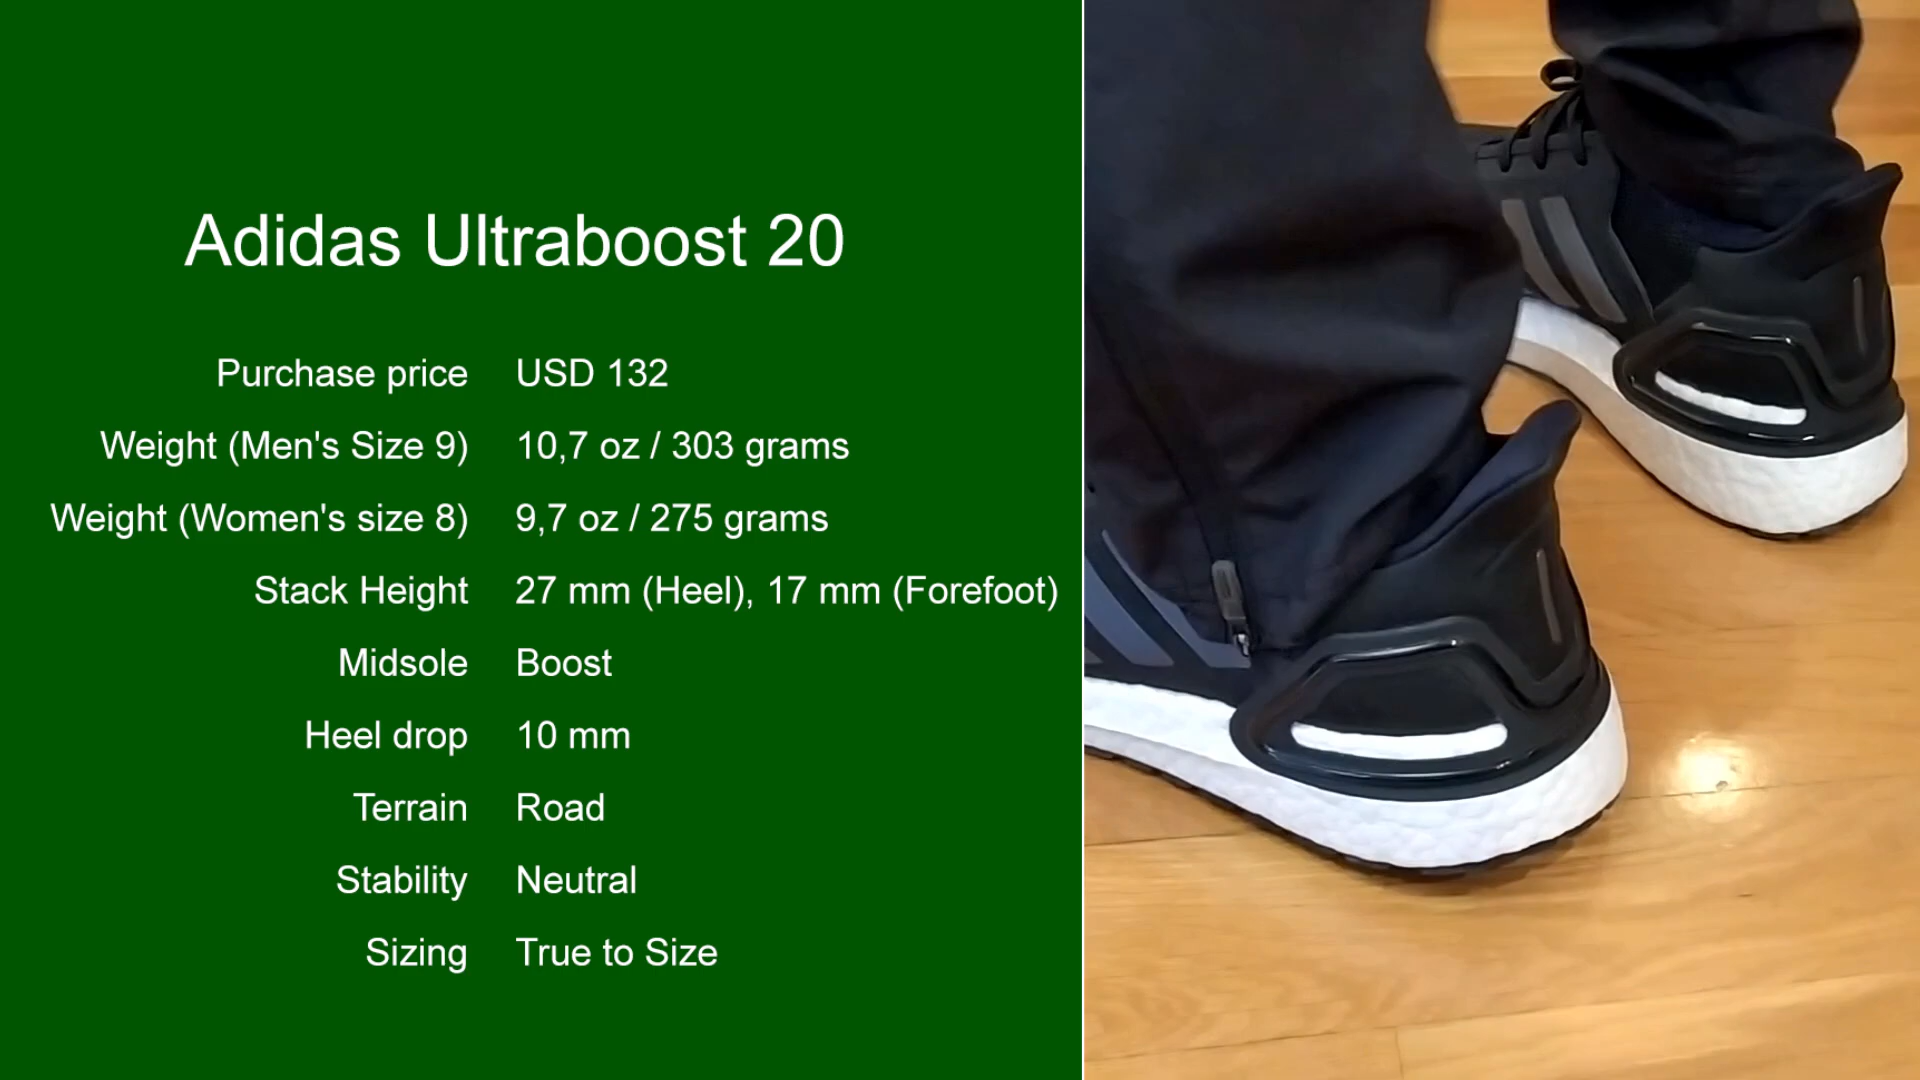 Adidas Ultraboost 20
Purchase price USD 132
Weight (Men's Size 9) 10,7 oz / 303 grams
Weight (Women's size 8) 9,7 oz / 275 grams
Stack Height 27 mm (Heel), 17 mm (Forefoot)
Midsole Boost
Heel drop 10 mm
Terrain Road
Stability Neutral
Sizing True to Size